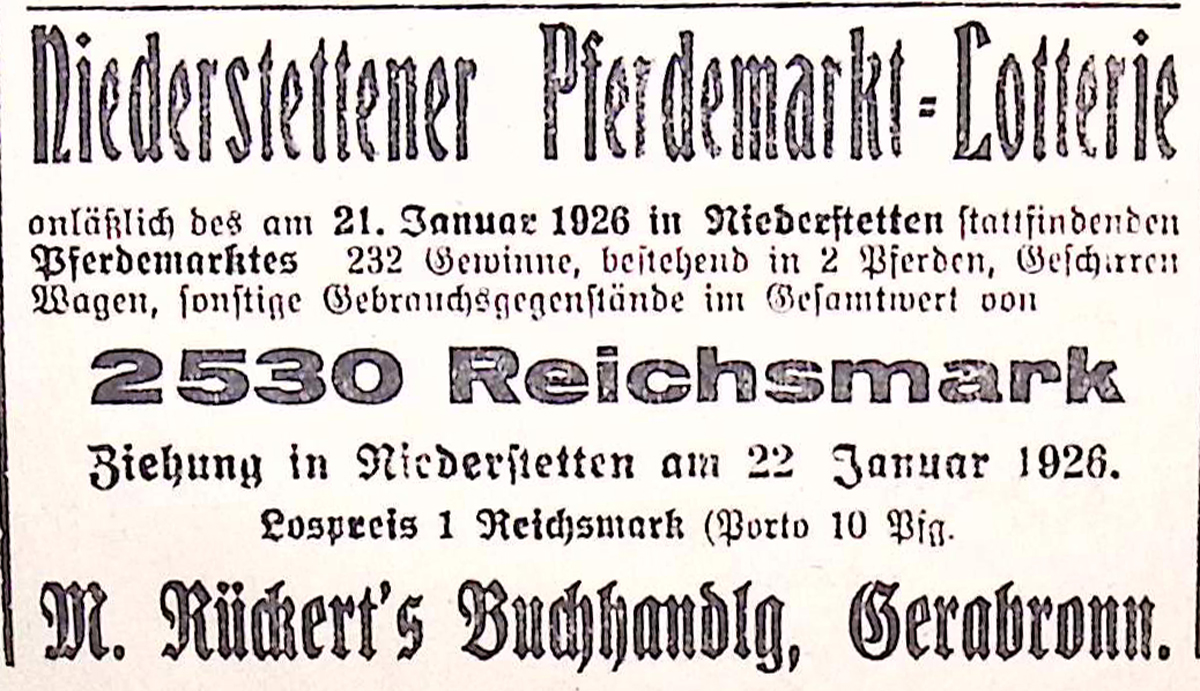 Niederstettener Pferdemarkt-Lotterie
anläßlich des am 21. Januar 1926 in Niederstetten stattfindenden
Pferdemarktes 232 Gewinne, bestehend in 2 Pferden, Geschirren
Wagen, sonstige Gebrauchsgegenstände im Gesamtwert von
2530 Reichsmark
Ziehung in Niederstetten am 22 Januar 1926.
Lospreis 1 Reichsmark (Porto 10 Pfg.
M. Rückert's Buchhandlg, Gerabronn.